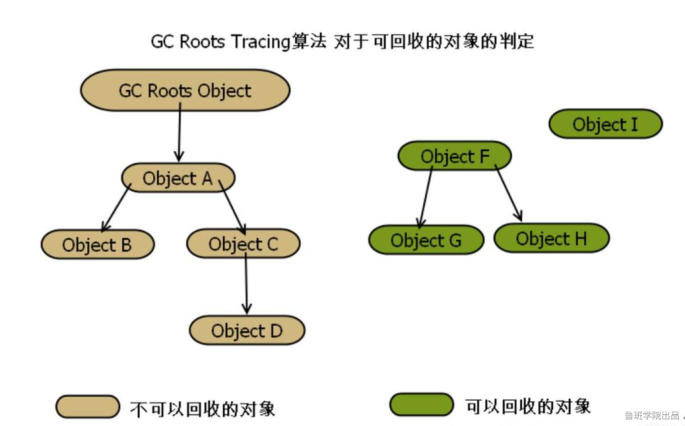 GC Roots Tracing算法 对于可回收的对象的判定
GC Roots Object
Object I
Object F
Object A
Object B
Object C
Object G
Object H
Object D
不可以回收的对象
可以回收的对象
鲁班学院出品